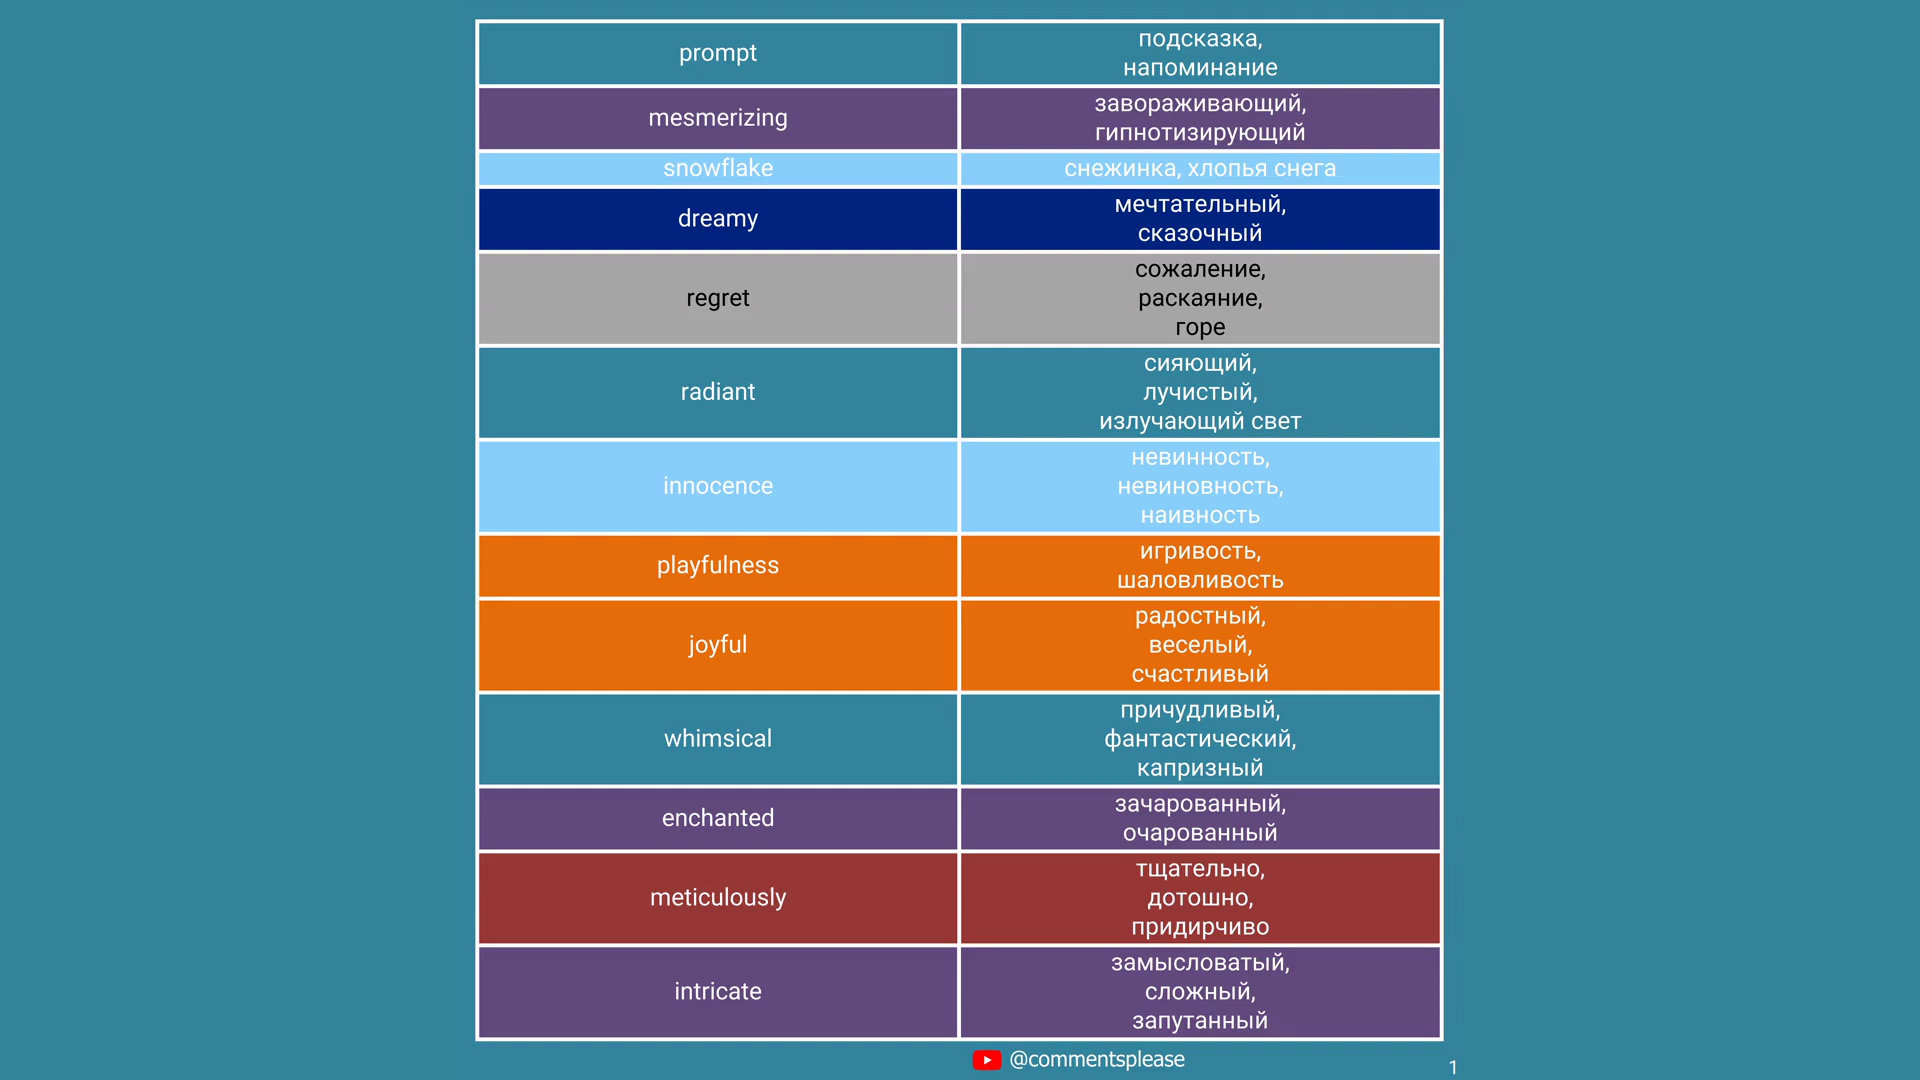 prompt
подсказка,
напоминание
mesmerizing
завораживающий,
гипнотизирующий
snowflake
снежинка, хлопья снега
dreamy
мечтательный,
сказочный
regret
сожаление,
раскаяние,
горе
radiant
сияющий,
лучистый,
излучающий свет
innocence
невинность,
невиновность,
наивность
playfulness
игривость,
шаловливость
joyful
радостный,
веселый,
счастливый
whimsical
причудливый,
фантастический,
капризный
enchanted
зачарованный,
очарованный
meticulously
тщательно,
дотошно,
придирчиво
intricate
замысловатый,
сложный,
запутанный
@commentsplease
1